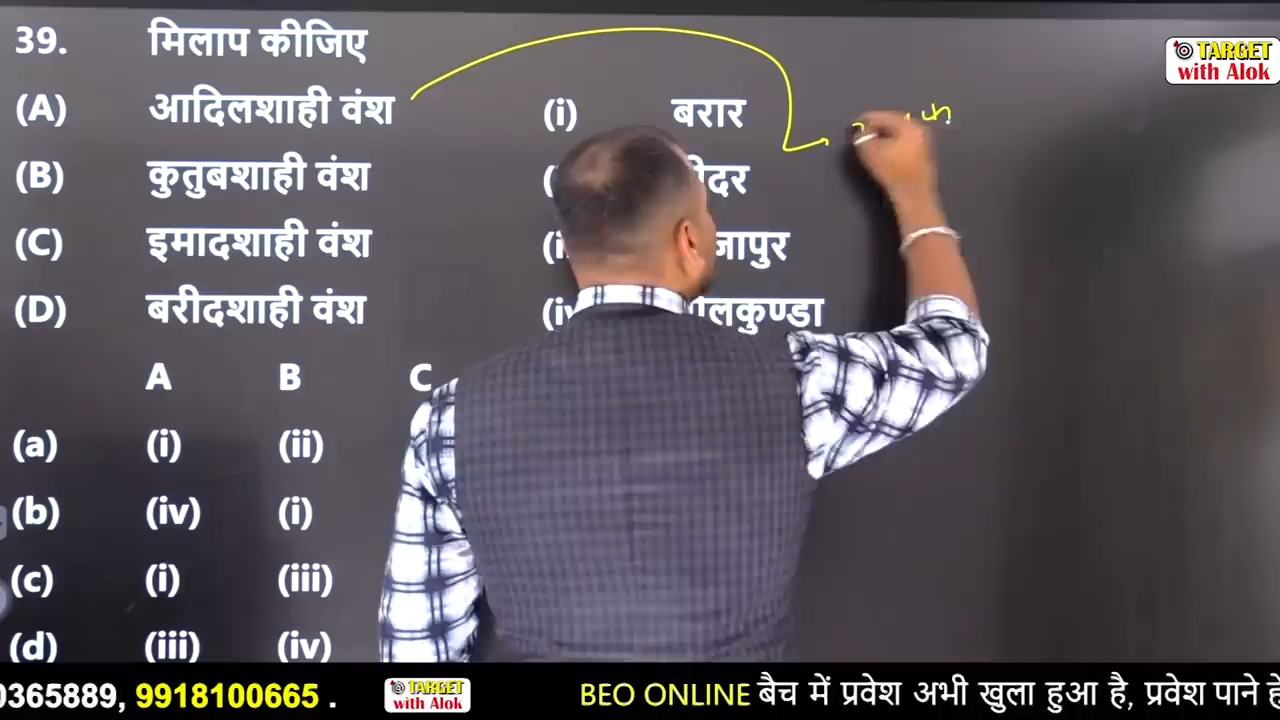 39. मिलाप कीजिए
TARGET
with Alok
(A) आदिलशाही वंश (i) बरार
(B) कुतुबशाही वंश
(C) इमादशाही वंश
(D) बरीदशाही वंश
A B C
(a) (i) (ii)
(b) (iv) (i)
(c) (i) (iii)
(d) (iii) (iv)
0365889, 9918100665 . TARGET with Alok BEO ONLINE बैच में प्रवेश अभी खुला हुआ है, प्रवेश पाने हे